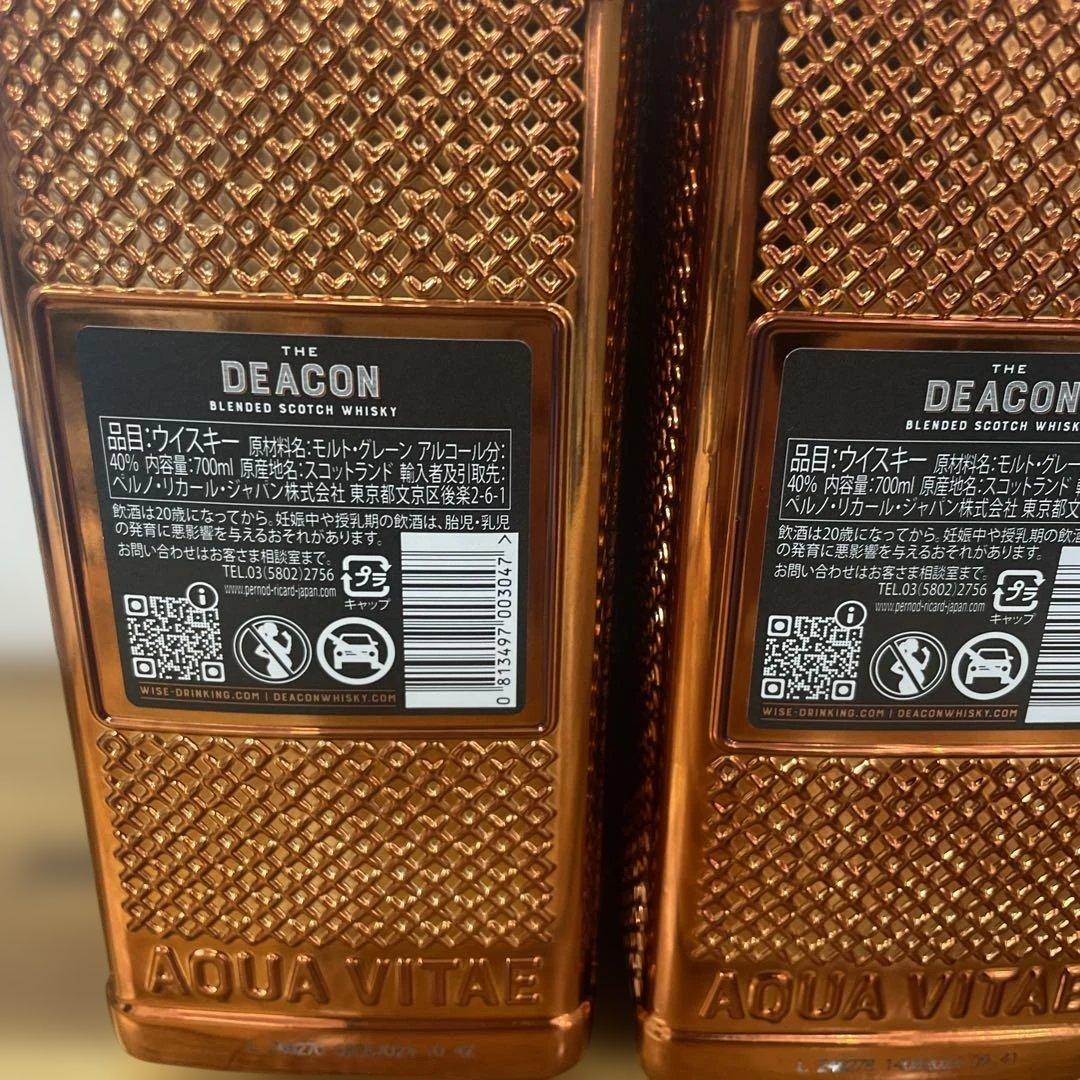 THE
DEACON
BLENDED SCOTCH WHISKY
品目:ウイスキー 原材料名:モルト・グレーン アルコール分:
40% 内容量:700ml 原産地名:スコットランド 輸入者及引取先:
ペルノ・リカール・ジャパン株式会社 東京都文京区後楽2-6-1
飲酒は20歳になってから。妊娠中や授乳期の飲酒は、胎児・乳児
の発育に悪影響を与えるおそれがあります。
お問い合わせはお客さま相談室まで。
TEL.03(5802)2756
www.pernod-ricard-japan.com
プラ
キャップ
0 813497 003047 >
WISE-DRINKING.COM | DEACONWHISKY.COM
AQUA VITAE
THE
DEACON
BLENDED SCOTCH WHISK
品目:ウイスキー 原材料名:モルト・グレー
40% 内容量:700ml 原産地名:スコットランド
ペルノ・リカール・ジャパン株式会社 東京都文
飲酒は20歳になってから。妊娠中や授乳期の飲酒
の発育に悪影響を与えるおそれがあります。
お問い合わせはお客さま相談室まで。
TEL.03(5802)2756
www.pernod-ricard-japan.com
プラ
キャップ
WISE-DRINKING.COM | DEACONWHISKY.COM
AQUA VITAE